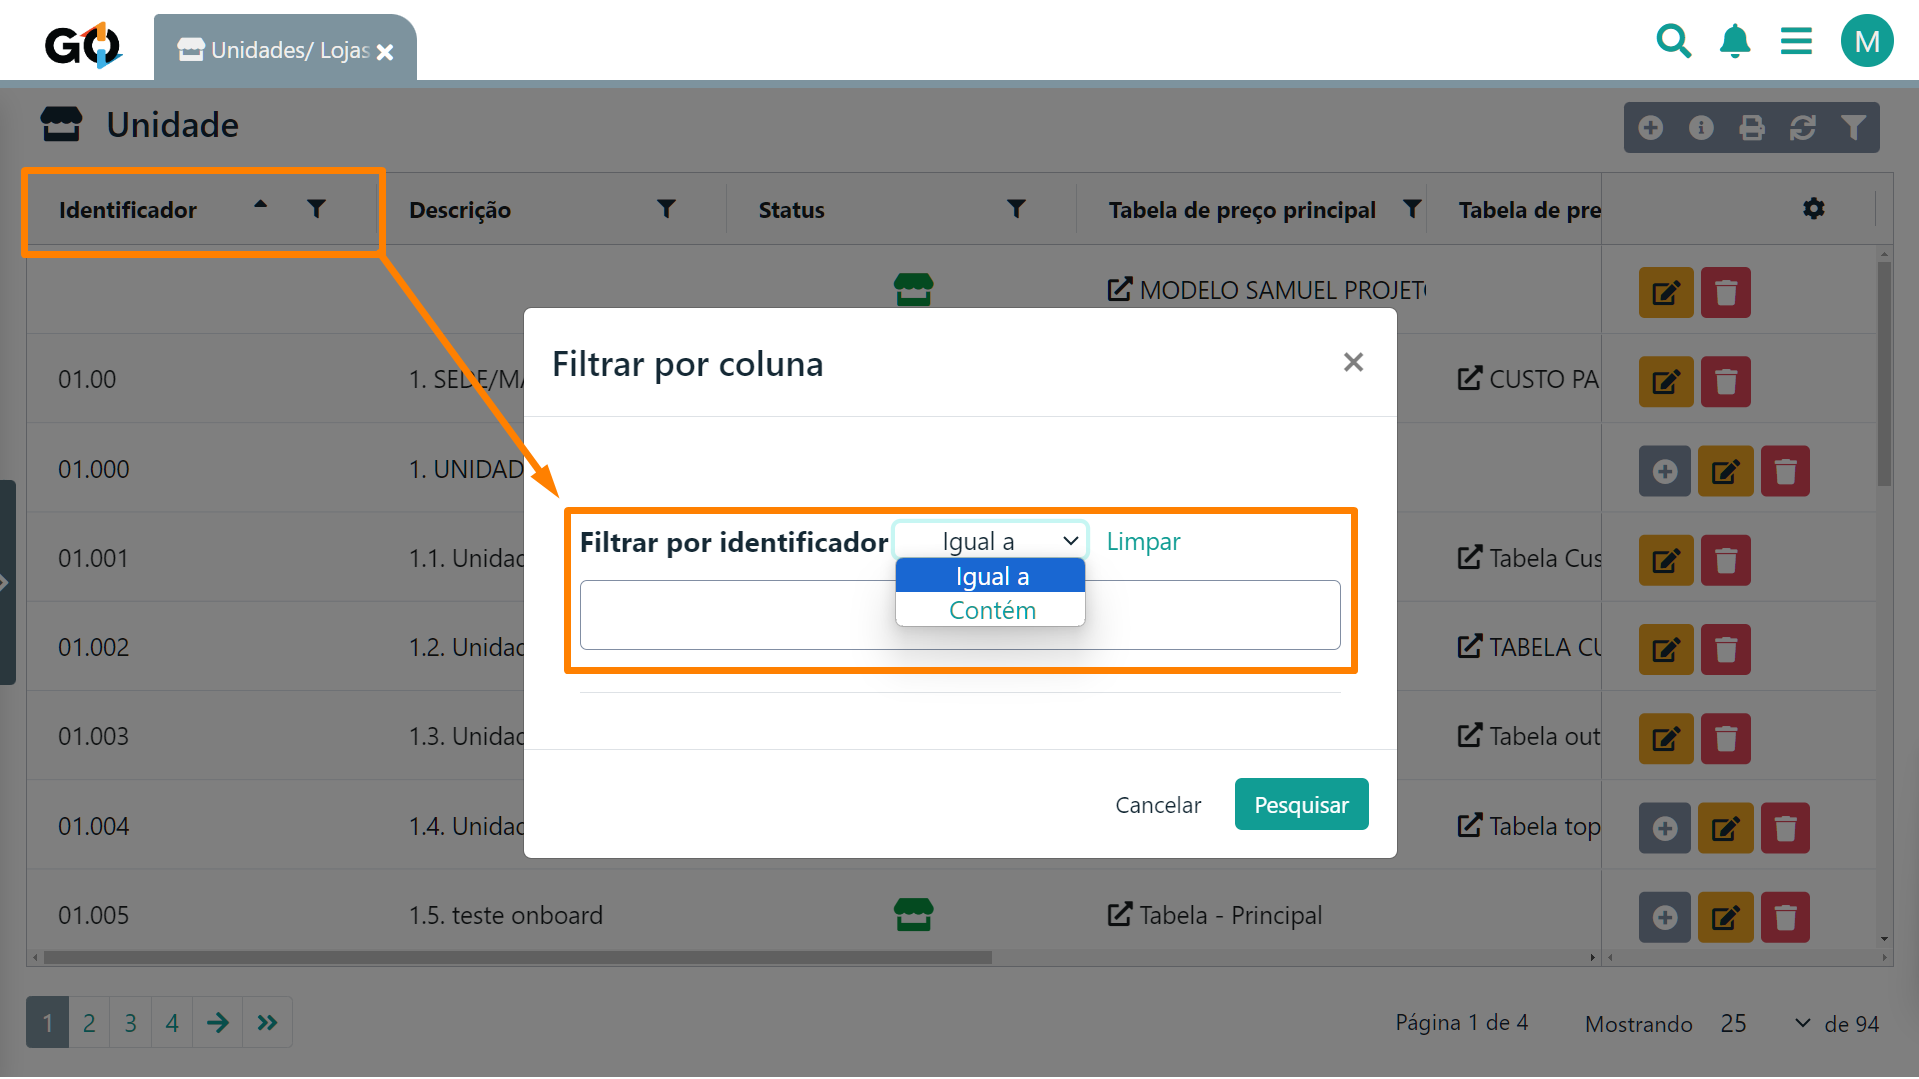 GO
Unidades/ Lojas
M
Unidade
Identificador
Descrição
Status
Tabela de preço principal
Tabela de pre
MODELO SAMUEL PROJET
Filtrar por coluna
01.00
1. SEDE/MA
CUSTO PA
01.000
1. UNIDAD
Filtrar por identificador
Igual a
Limpar
Igual a
Contém
01.001
1.1. Unidad
Tabela Cus
01.002
1.2. Unidad
TABELA CU
01.003
1.3. Unidad
Tabela out
Cancelar
Pesquisar
01.004
1.4. Unidad
Tabela top
01.005
1.5. teste onboard
Tabela - Principal
1 2 3 4
Página 1 de 4
Mostrando 25 de 94